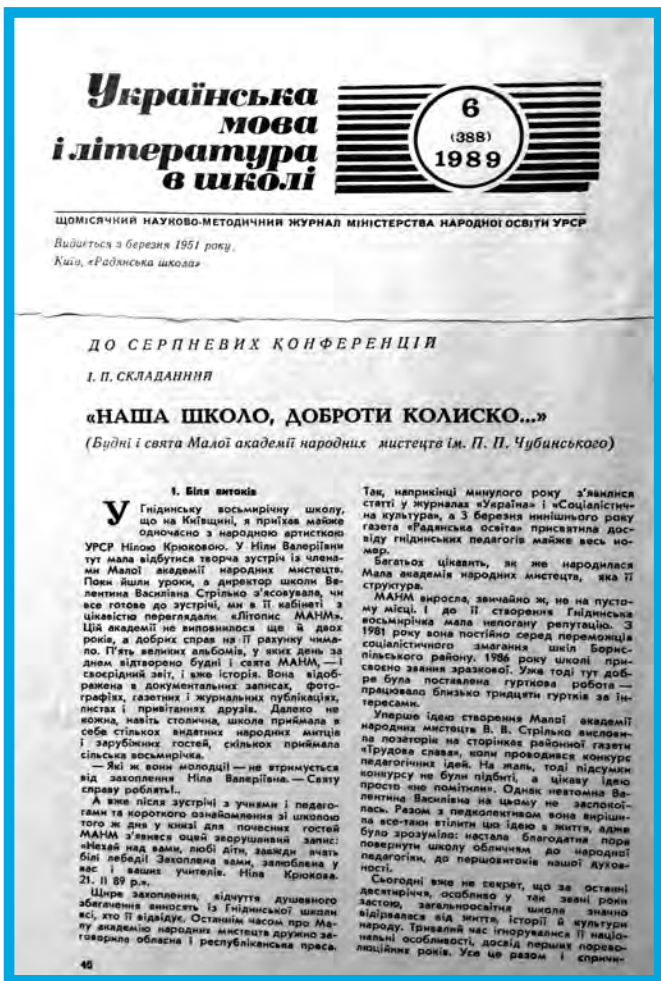 Українська
мова
і література
в школі
6
(388)
1989
ЩОМІСЯЧНИЙ НАУКОВО-МЕТОДИЧНИЙ ЖУРНАЛ МІНІСТЕРСТВА НАРОДНОЇ ОСВІТИ УРСР
Видається з березня 1951 року.
Київ, «Радянська школа»
ДО СЕРПНЕВИХ КОНФЕРЕНЦІЙ
І. П. СКЛАДАННИЙ
«НАША ШКОЛО, ДОБРОТИ КОЛИСКО...»
(Будні і свята Малої академії народних мистецтв ім. П. П. Чубинського)
1. Біля витоків
У Гнідинську восьмирічну школу,
що на Київщині, я приїхав майже
одночасно з народною артисткою
УРСР Нілою Крюковою. У Ніли Валеріївни
тут мала відбутися творча зустріч із члена-
ми Малої академії народних мистецтв.
Поки йшли уроки, а директор школи Ва-
лентина Василівна Стрілько з'ясовувала, чи
все готово до зустрічі, ми в її кабінеті з
цікавістю переглядали «Літопис МАНМ».
Цій академії не виповнилося ще й двох
років, а добрих справ на її рахунку чима-
ло. П'ять великих альбомів, у яких день за
днем відтворено будні і свята МАНМ, — і
своєрідний звіт, і вже історія. Вона відоб-
ражена в документальних записах, фото-
графіях, газетних і журнальних публікаціях,
листах і привітаннях друзів. Далеко не
кожна, навіть столична, школа приймала в
себе стількох видатних народних митців
і зарубіжних гостей, скількох приймала
сільська восьмирічка.
— Які ж вони молодці! — не втримується
від захоплення Ніла Валеріївна. — Святу
справу роблять!..
А вже після зустрічі з учнями і педаго-
гами та короткого ознайомлення зі школою
того ж дня у книзі для почесних гостей
МАНМ з'явився оцей зворушливий запис:
«Нехай над вами, любі діти, завжди ячать
білі лебеді! Захоплена вами, залюблена у
вас і ваших учителів. Ніла Крюкова.
21. II 89 р.».
Щире захоплення, відчуття душевного
збагачення виносять із Гнідинської школи
всі, хто її відвідує. Останнім часом про Ма-
лу академію народних мистецтв дружно за-
говорила обласна і республіканська преса.
46
Так, наприкінці минулого року з'явилися
статті у журналах «Україна» і «Соціалістич-
на культура», а 3 березня нинішнього року
газета «Радянська освіта» присвятила дос-
віду гнідинських педагогів майже весь но-
мер.
Багатьох цікавить, як же народилася
Мала академія народних мистецтв, яка її
структура.
МАНМ виросла, звичайно ж, не на пусто-
му місці. І до її створення Гнідинська
восьмирічка мала непогану репутацію. З
1981 року вона постійно серед переможців
соціалістичного змагання шкіл Борис-
пільського району. 1986 року школі при-
своєно звання зразкової. Уже тоді тут доб-
ре була поставлена гурткова робота —
працювало близько тридцяти гуртків за ін-
тересами.
Уперше ідею створення Малої академії
народних мистецтв В. В. Стрілько вислови-
ла позаторік на сторінках районної газети
«Трудова слава», коли проводився конкурс
педагогічних ідей. На жаль, тоді підсумки
конкурсу не були підбиті, а цікаву ідею
просто «не помітили». Однак невтомна Ва-
лентина Василівна на цьому не заспокої-
лась. Разом з педколективом вона виріши-
ла все-таки втілити цю ідею в життя, адже
було зрозуміло: настала благодатна пора
повернути школу обличчям до народної
педагогіки, до першовитоків нашої духов-
ності.
Сьогодні вже не секрет, що за останні
десятиріччя, особливо у так звані роки
застою, загальноосвітня школа значно
відірвалася від життя, історії й культури
народу. Тривалий час ігнорувалися її націо-
нальні особливості, досвід перших порево-
люційних років. Усе це разом і спричи-